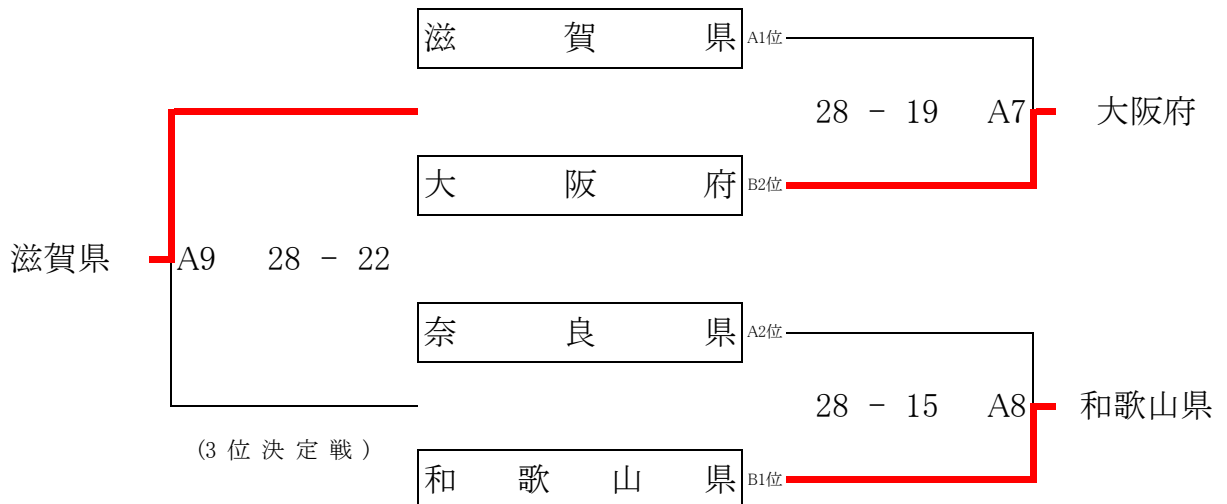 滋賀県 A1位
28 - 19 A7 大阪府
大阪府 B2位
滋賀県 A9 28 - 22
奈良県 A2位
28 - 15 A8 和歌山県
(3位決定戦)
和歌山県 B1位